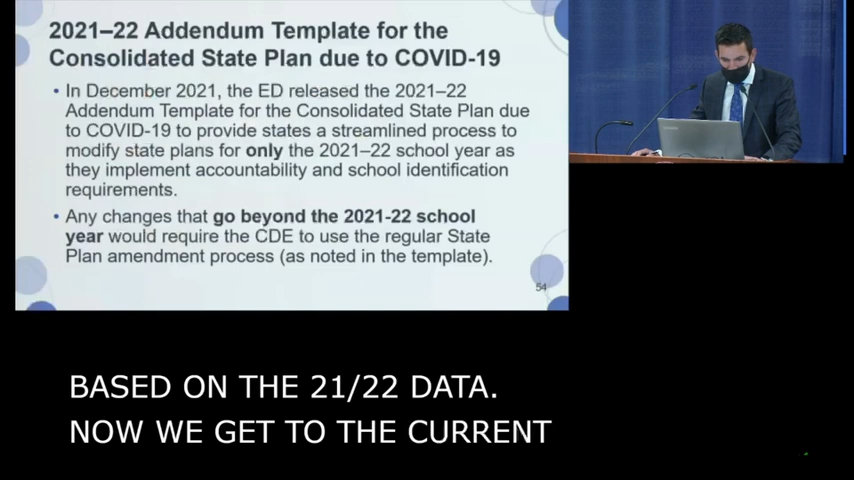 2021–22 Addendum Template for the
Consolidated State Plan due to COVID-19
• In December 2021, the ED released the 2021–22
Addendum Template for the Consolidated State Plan due
to COVID-19 to provide states a streamlined process to
modify state plans for only the 2021–22 school year as
they implement accountability and school identification
requirements.
• Any changes that go beyond the 2021-22 school
year would require the CDE to use the regular State
Plan amendment process (as noted in the template).
54
BASED ON THE 21/22 DATA.
NOW WE GET TO THE CURRENT